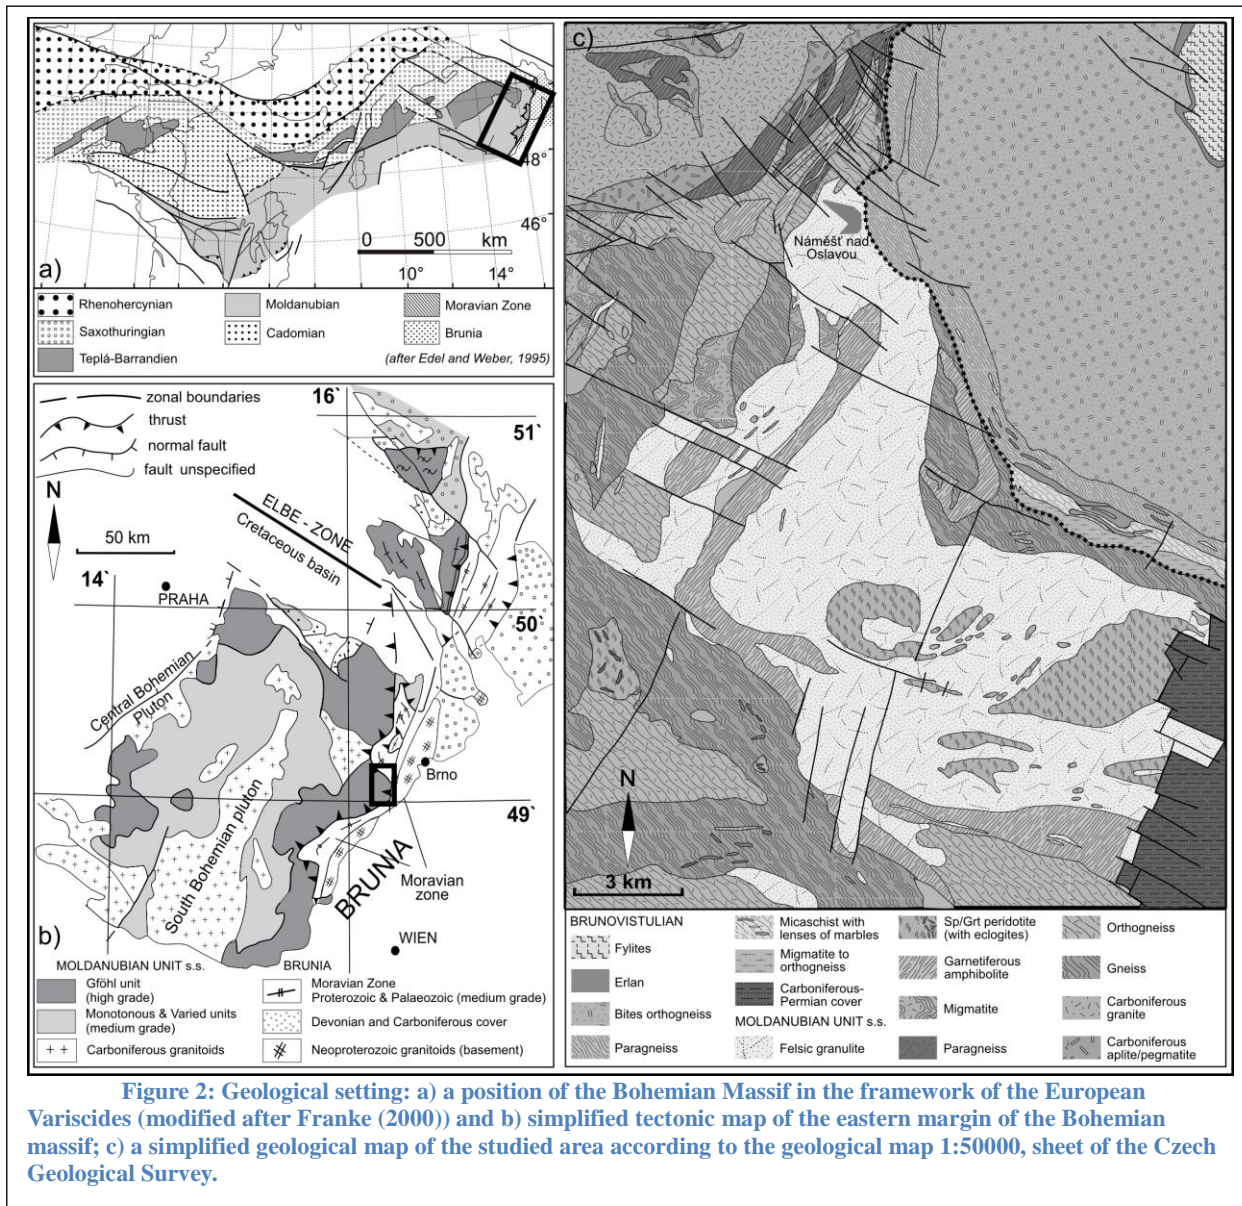 a)
48°
46°
0 500 km
10° 14°
Rhenohercynian
Moldanubian
Moravian Zone
Saxothuringian
Cadomian
Brunia
Teplá-Barrandien
(after Edel and Weber, 1995)
b)
zonal boundaries
thrust
normal fault
fault unspecified
16`
51`
N
50 km
ELBE - ZONE
Cretaceous basin
14`
PRAHA
50`
Central Bohemian
Pluton
Brno
49`
South Bohemian pluton
BRUNIA
Moravian
zone
WIEN
MOLDANUBIAN UNIT s.s.
Gföhl unit
(high grade)
Monotonous & Varied units
(medium grade)
Carboniferous granitoids
BRUNIA
Moravian Zone
Proterozoic & Palaeozoic (medium grade)
Devonian and Carboniferous cover
Neoproterozoic granitoids (basement)
c)
Náměšť nad
Oslavou
N
3 km
BRUNOVISTULIAN
Fylites
Erlan
Bites orthogneiss
Paragneiss
Micaschist with
lenses of marbles
Migmatite to
orthogneiss
Carboniferous-
Permian cover
MOLDANUBIAN UNIT s.s.
Felsic granulite
Sp/Grt peridotite
(with eclogites)
Garnetiferous
amphibolite
Migmatite
Paragneiss
Orthogneiss
Gneiss
Carboniferous
granite
Carboniferous
aplite/pegmatite
Figure 2: Geological setting: a) a position of the Bohemian Massif in the framework of the European
Variscides (modified after Franke (2000)) and b) simplified tectonic map of the eastern margin of the Bohemian
massif; c) a simplified geological map of the studied area according to the geological map 1:50000, sheet of the Czech
Geological Survey.